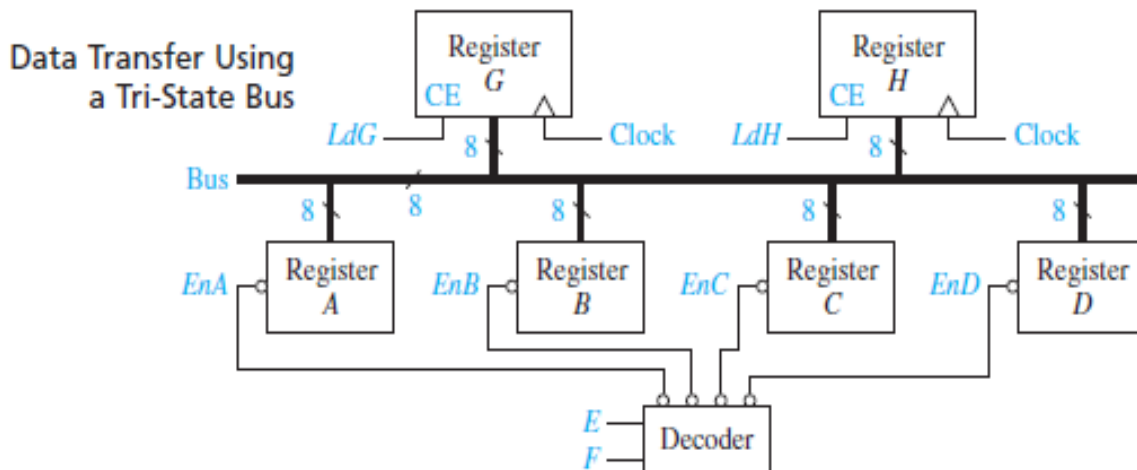 Data Transfer Using
a Tri-State Bus
Register
G
CE
LdG
8
Clock
Register
H
CE
LdH
8
Clock
Bus
8
8
8
8
8
EnA
Register
A
EnB
Register
B
EnC
Register
C
EnD
Register
D
E
F
Decoder